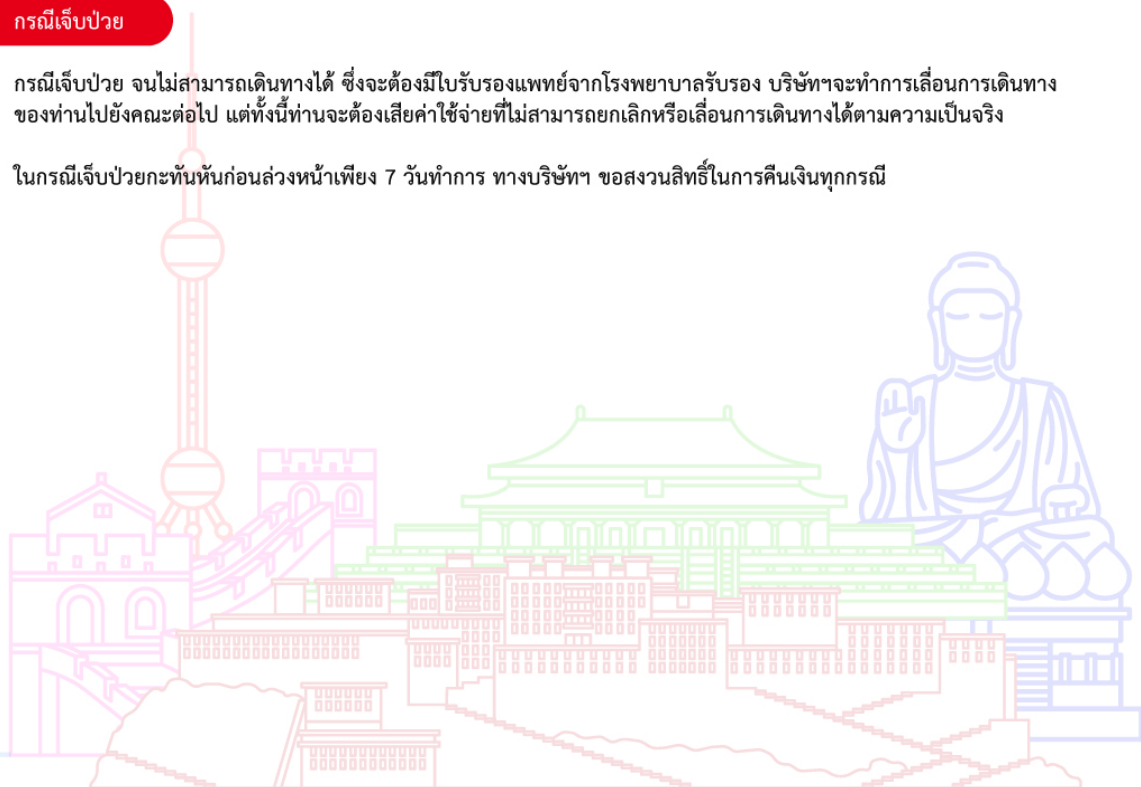 กรณีเจ็บป่วย
กรณีเจ็บป่วย จนไม่สามารถเดินทางได้ ซึ่งจะต้องมีใบรับรองแพทย์จากโรงพยาบาลรับรอง บริษัทฯจะทำการเลื่อนการเดินทาง
ของท่านไปยังคณะต่อไป แต่ทั้งนี้ท่านจะต้องเสียค่าใช้จ่ายที่ไม่สามารถยกเลิกหรือเลื่อนการเดินทางได้ตามความเป็นจริง
ในกรณีเจ็บป่วยกะทันหันก่อนล่วงหน้าเพียง 7 วันทำการ ทางบริษัทฯ ขอสงวนสิทธิ์ในการคืนเงินทุกกรณี